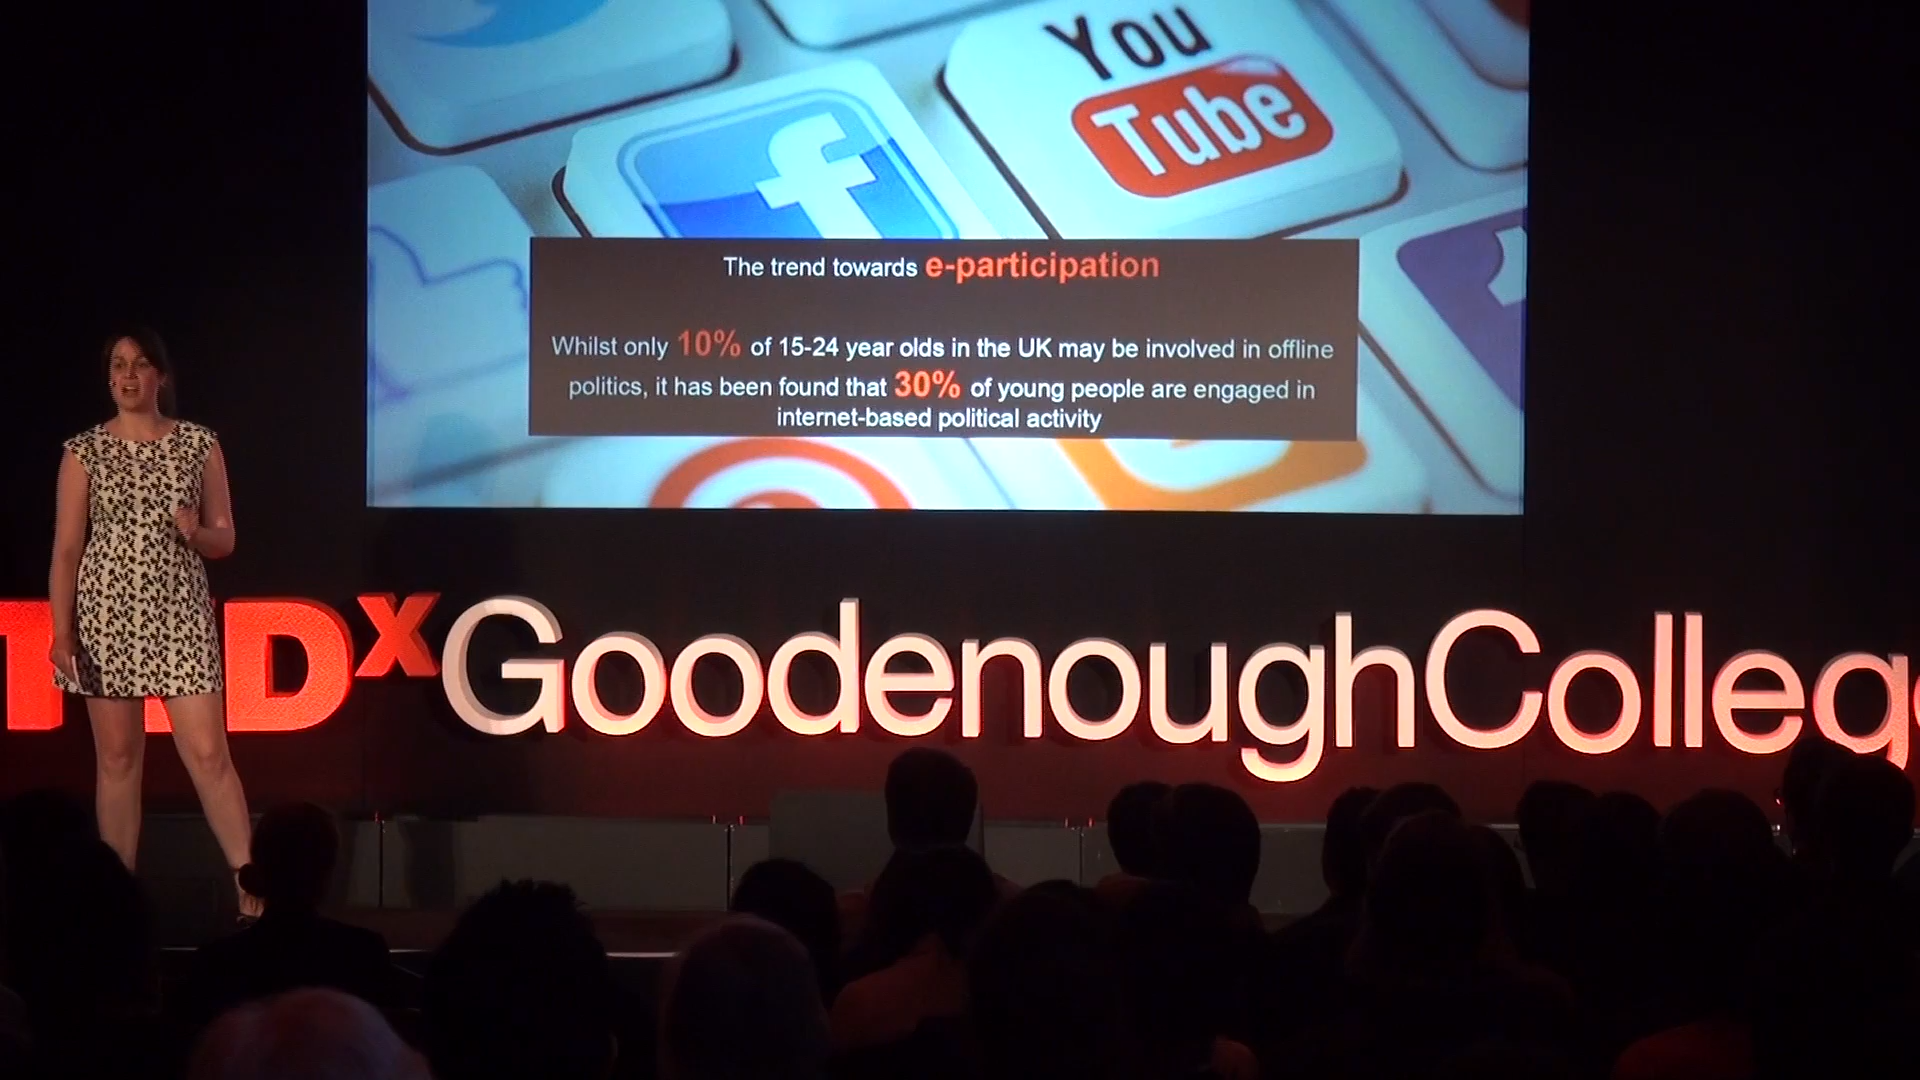 You
Tube
f
The trend towards e-participation
Whilst only 10% of 15-24 year olds in the UK may be involved in offline
politics, it has been found that 30% of young people are engaged in
internet-based political activity
TEDxGoodenoughCollege